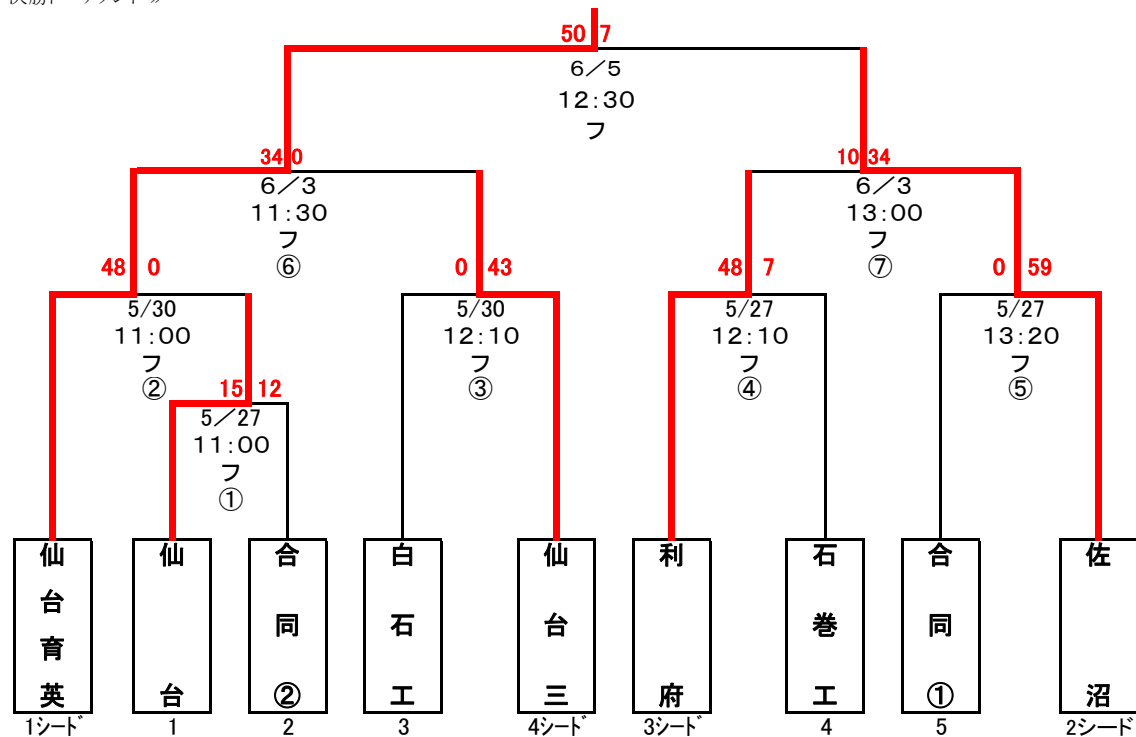 50 7
6／5
12:30
フ
34 0
6／3
11:30
フ
⑥
10 34
6／3
13:00
フ
⑦
48 0
5/30
11:00
フ
②
0 43
5/30
12:10
フ
③
48 7
5/27
12:10
フ
④
0 59
5/27
13:20
フ
⑤
15 12
5／27
11:00
フ
①
仙台育英
仙台
合同②
白石工
仙台三
利府
石巻工
合同①
佐沼
1シード
1
2
3
4シード
3シード
4
5
2シード